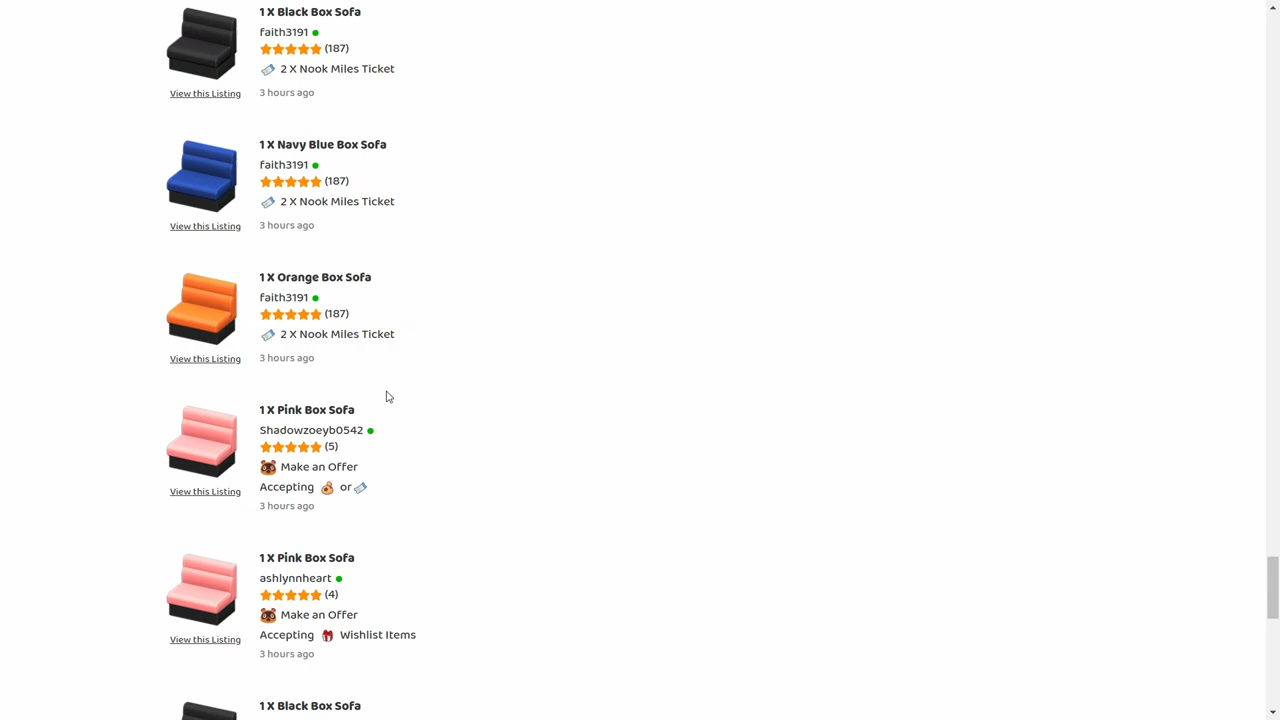 1 X Black Box Sofa
faith3191
(187)
2 X Nook Miles Ticket
View this Listing
3 hours ago
1 X Navy Blue Box Sofa
faith3191
(187)
2 X Nook Miles Ticket
View this Listing
3 hours ago
1 X Orange Box Sofa
faith3191
(187)
2 X Nook Miles Ticket
View this Listing
3 hours ago
1 X Pink Box Sofa
Shadowzoeyb0542
(5)
Make an Offer
Accepting or
View this Listing
3 hours ago
1 X Pink Box Sofa
ashlynnheart
(4)
Make an Offer
Accepting Wishlist Items
View this Listing
3 hours ago
1 X Black Box Sofa